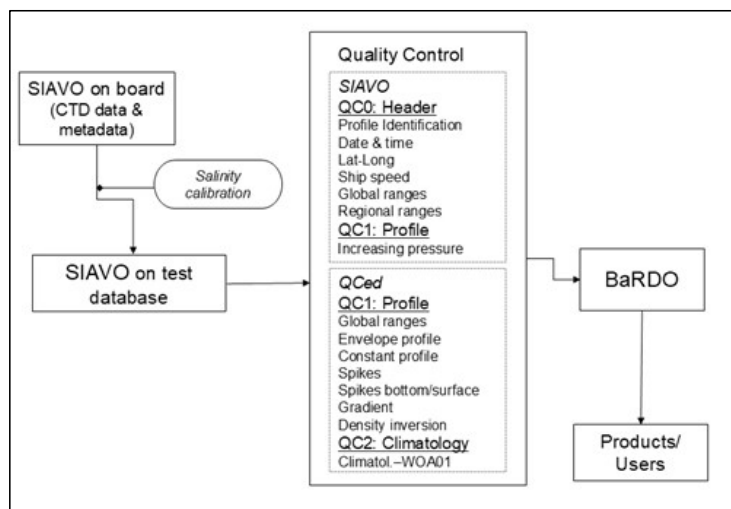 SIAVO on board
(CTD data &
metadata)
Salinity
calibration
SIAVO on test
database
Quality Control
SIAVO
QC0: Header
Profile Identification
Date & time
Lat-Long
Ship speed
Global ranges
Regional ranges
QC1: Profile
Increasing pressure
QCed
QC1: Profile
Global ranges
Envelope profile
Constant profile
Spikes
Spikes bottom/surface
Gradient
Density inversion
QC2: Climatology
Climatol.–WOA01
BaRDO
Products/
Users